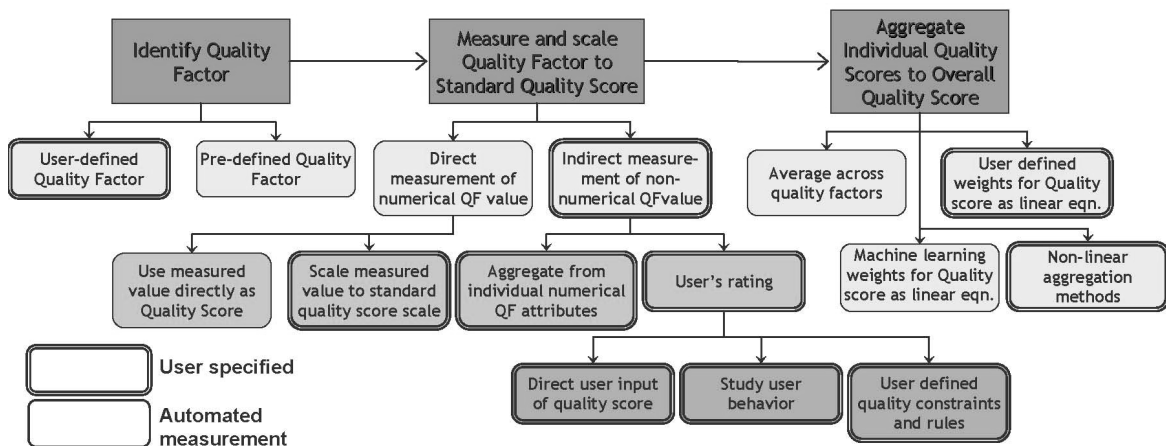 Identify Quality
Factor
Measure and scale
Quality Factor to
Standard Quality Score
Aggregate
Individual Quality
Scores to Overall
Quality Score
User-defined
Quality Factor
Pre-defined Quality
Factor
Direct
measurement of
numerical QF value
Indirect measure-
ment of non-
numerical QFvalue
Average across
quality factors
User defined
weights for Quality
score as linear eqn.
Use measured
value directly as
Quality Score
Scale measured
value to standard
quality score scale
Aggregate from
individual numerical
QF attributes
User's rating
Machine learning
weights for Quality
score as linear eqn.
Non-linear
aggregation
methods
Direct user input
of quality score
Study user
behavior
User defined
quality constraints
and rules
User specified
Automated
measurement